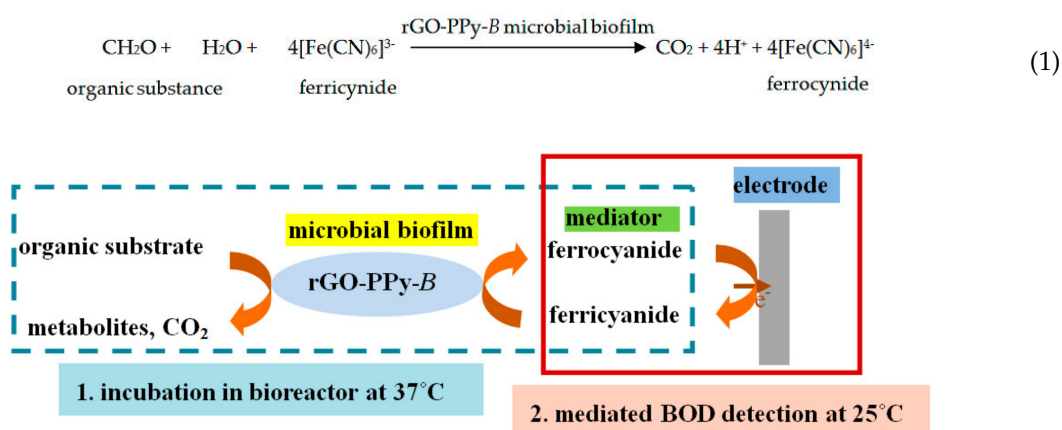 rGO-PPy-B microbial biofilm
CH2O + H2O + 4[Fe(CN)6]3- CO2 + 4H+ + 4[Fe(CN)6]4- (1)
organic substance ferricynide ferrocynide
electrode
microbial biofilm mediator
organic substrate ferrocyanide
rGO-PPy-B e-
metabolites, CO2 ferricyanide
1. incubation in bioreactor at 37°C
2. mediated BOD detection at 25°C